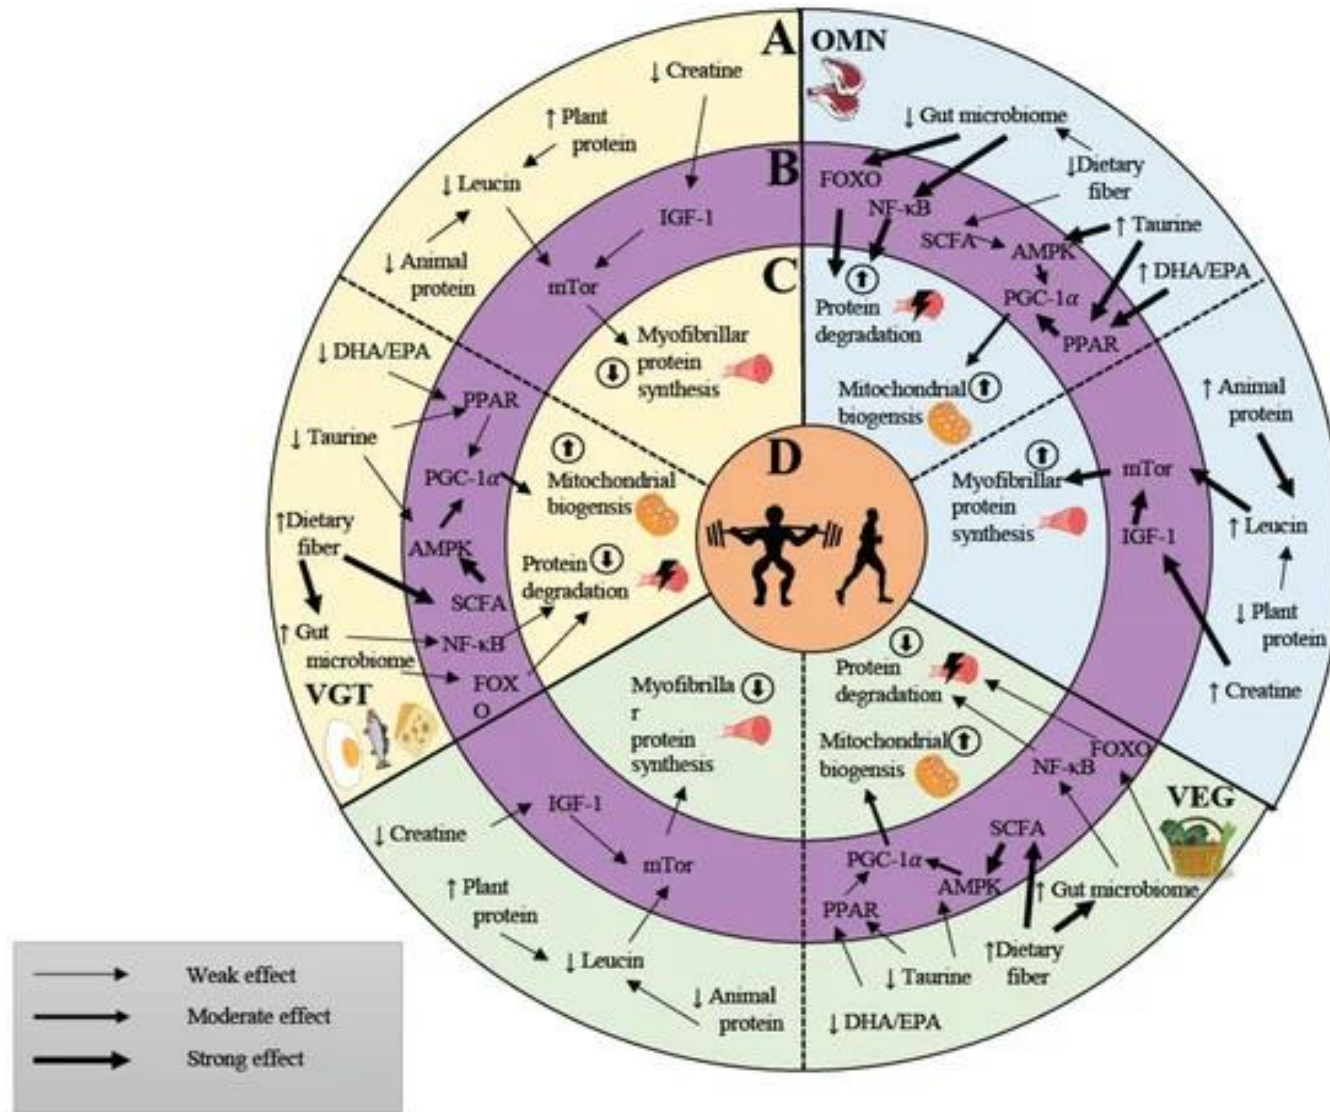 A
OMN
↓ Creatine
↑ Plant
protein
↓ Leucin
↓ Animal
protein
B
IGF-1
mTor
C
Myofibrillar
protein
synthesis
↓ Gut microbiome
↓Dietary
fiber
FOXO
NF-κB
SCFA
AMPK
↑ Taurine
↑ DHA/EPA
PGC-1α
PPAR
Protein
degradation
Mitochondrial
biogensis
↑ Animal
protein
mTor
↑ Leucin
IGF-1
↓ Plant
protein
↑ Creatine
Myofibrillar
protein
synthesis
D
↓ DHA/EPA
PPAR
↓ Taurine
PGC-1α
↑Dietary
fiber
AMPK
SCFA
↑ Gut
microbiome
NF-κB
FOX
O
VGT
Mitochondrial
biogensis
Protein
degradation
Myofibrilla
r
protein
synthesis
IGF-1
↓ Creatine
mTor
↑ Plant
protein
↓ Leucin
↓ Animal
protein
Protein
degradation
Mitochondrial
biogensis
FOXO
NF-κB
VEG
SCFA
PGC-1α
AMPK
↑ Gut microbiome
PPAR
↑Dietary
fiber
↓ Taurine
↓ DHA/EPA
Weak effect
Moderate effect
Strong effect